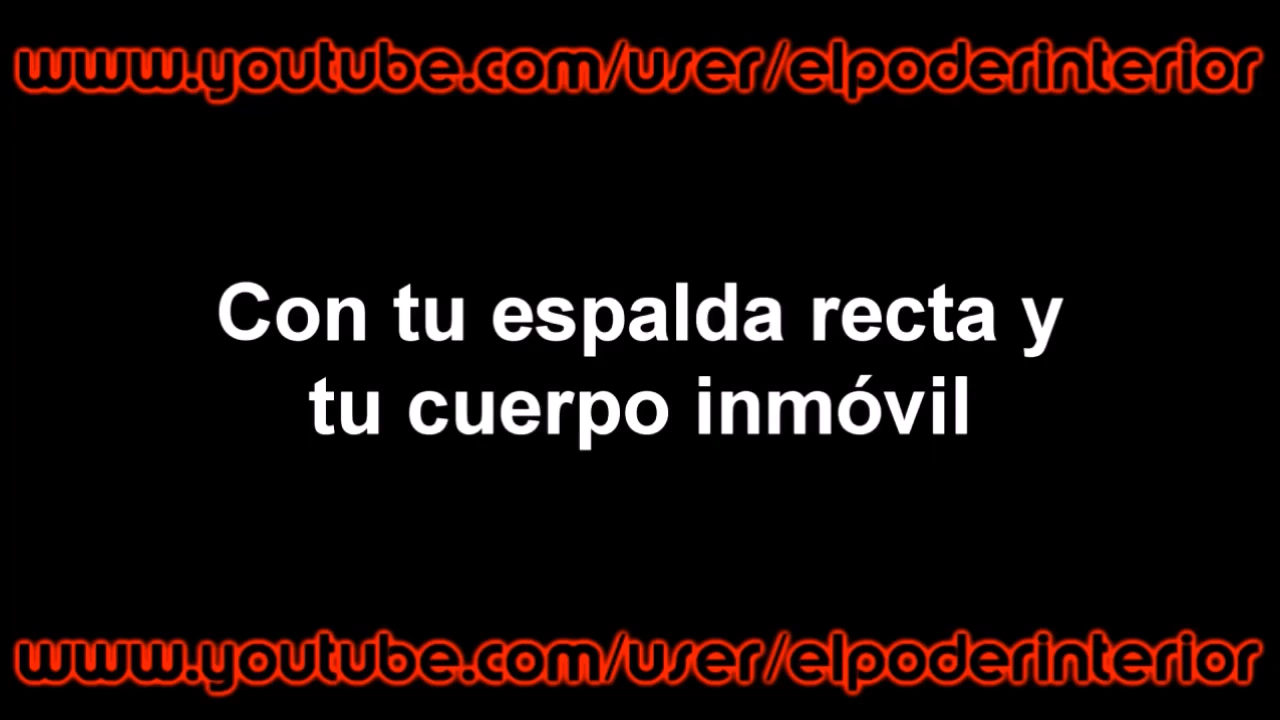 www.youtube.com/user/elpoderinterior
Con tu espalda recta y
tu cuerpo inmóvil
www.youtube.com/user/elpoderinterior